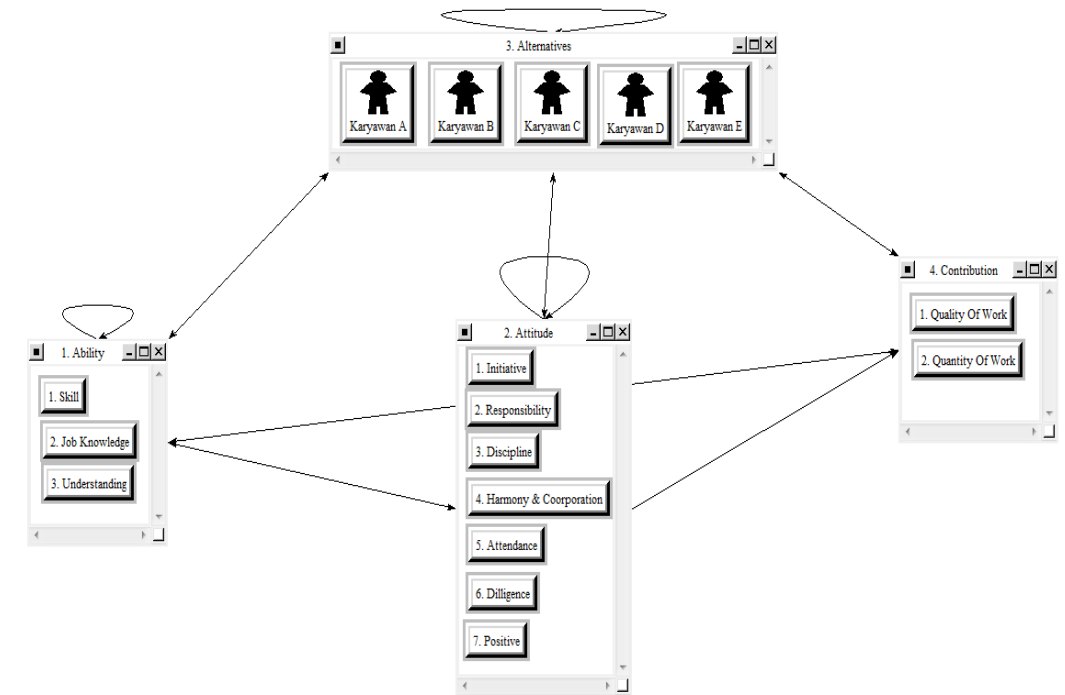 3. Alternatives
Karyawan A
Karyawan B
Karyawan C
Karyawan D
Karyawan E
1. Ability
1. Skill
2. Job Knowledge
3. Understanding
2. Attitude
1. Initiative
2. Responsibility
3. Discipline
4. Harmony & Coorporation
5. Attendance
6. Dilligence
7. Positive
4. Contribution
1. Quality Of Work
2. Quantity Of Work